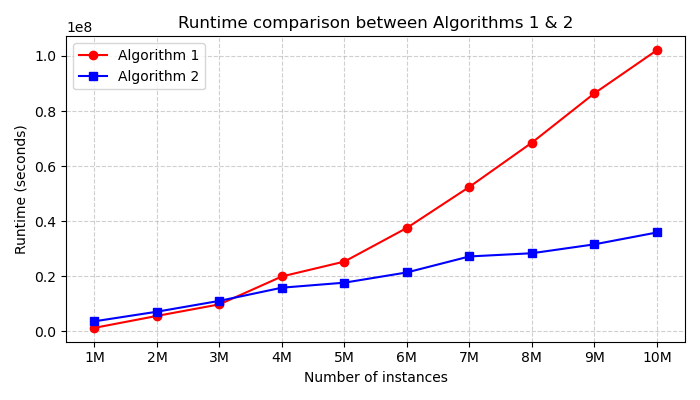 Runtime comparison between Algorithms 1 & 2
1e8
Algorithm 1
Algorithm 2
1.0
0.8
0.6
0.4
0.2
0.0
Runtime (seconds)
1M 2M 3M 4M 5M 6M 7M 8M 9M 10M
Number of instances